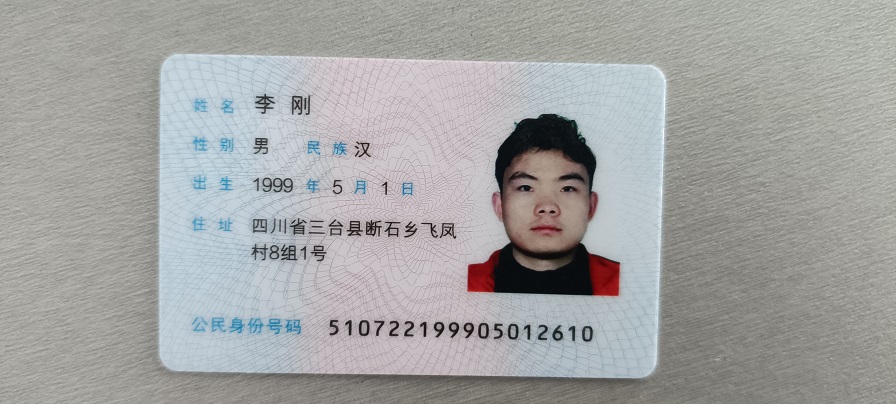 姓名 李刚
性别 男 民族 汉
出生 1999 年 5 月 1 日
住址 四川省三台县断石乡飞凤
村8组1号
公民身份号码 510722199905012610